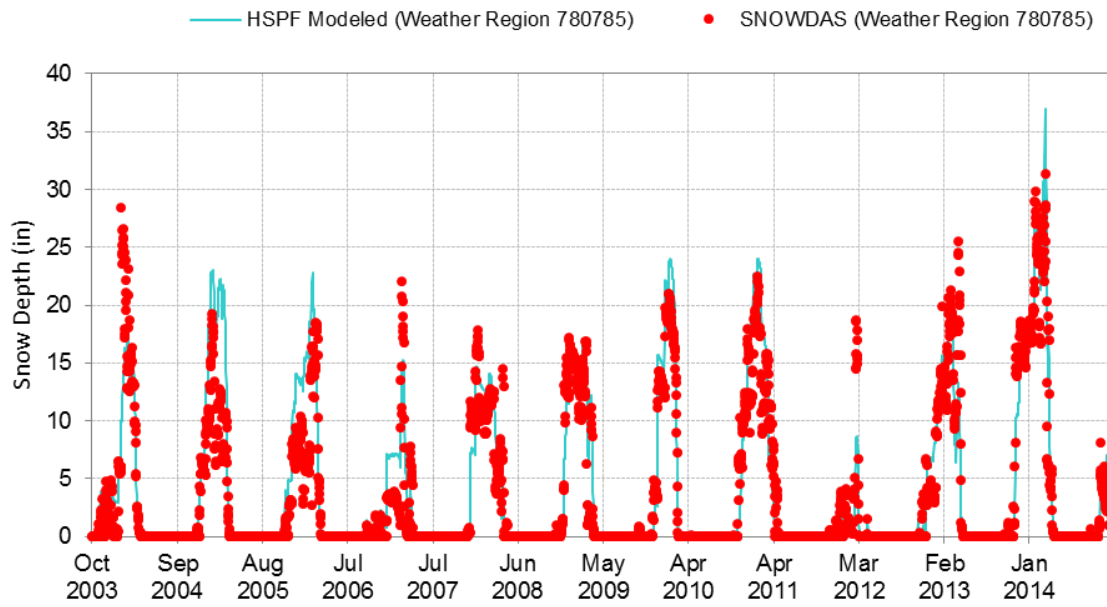 HSPF Modeled (Weather Region 780785) SNOWDAS (Weather Region 780785)
40
35
30
25
20
15
10
5
0
Snow Depth (in)
Oct Sep Aug Jul Jul Jun May Apr Apr Mar Feb Jan
2003 2004 2005 2006 2007 2008 2009 2010 2011 2012 2013 2014